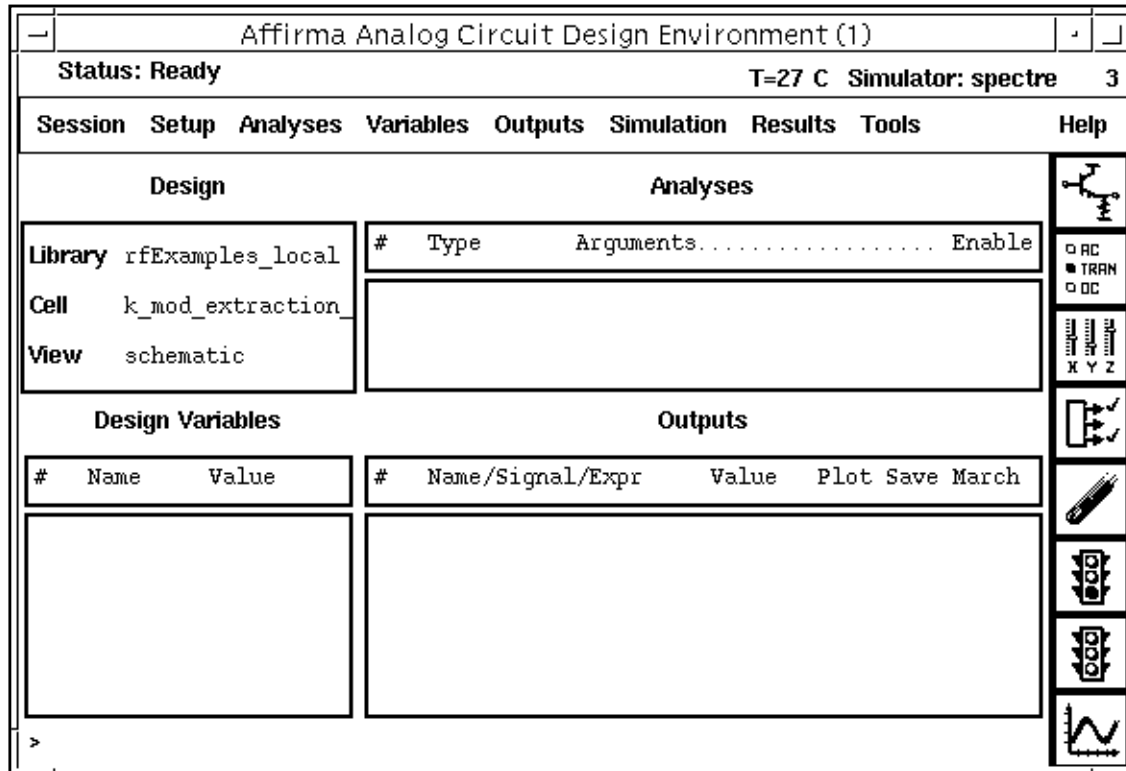 Affirma Analog Circuit Design Environment (1)
Status: Ready T=27 C Simulator: spectre 3
Session Setup Analyses Variables Outputs Simulation Results Tools Help
Design Analyses
Library rfExamples_local
Cell k_mod_extraction_
View schematic
# Type Arguments.................. Enable
AC
TRAN
DC
X Y Z
Design Variables Outputs
# Name Value
# Name/Signal/Expr Value Plot Save March
>